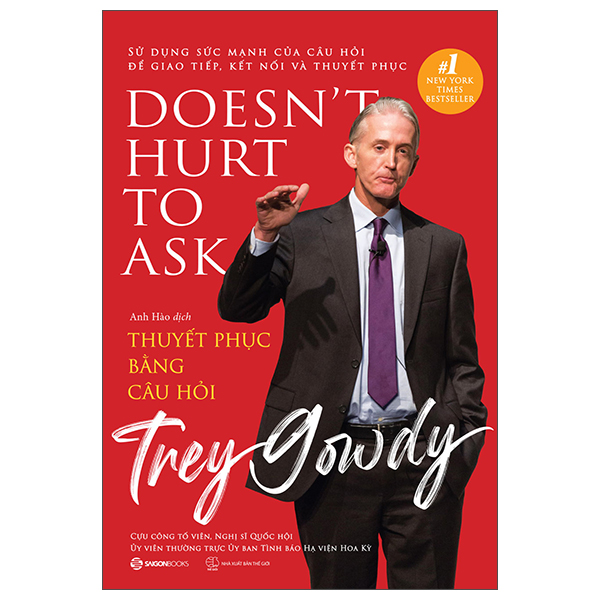 SỬ DỤNG SỨC MẠNH CỦA CÂU HỎI
ĐỂ GIAO TIẾP, KẾT NỐI VÀ THUYẾT PHỤC
#1
NEW YORK
TIMES
BESTSELLER
DOESN'T
HURT
TO
ASK
Anh Hào dịch
THUYẾT PHỤC
BẰNG
CÂU HỎI
Trey Gowdy
CỰU CÔNG TỐ VIÊN, NGHỊ SĨ QUỐC HỘI
ỦY VIÊN THƯỜNG TRỰC ỦY BAN TÌNH BÁO HẠ VIỆN HOA KỲ
SAIGONBOOKS
NHÀ XUẤT BẢN THẾ GIỚI